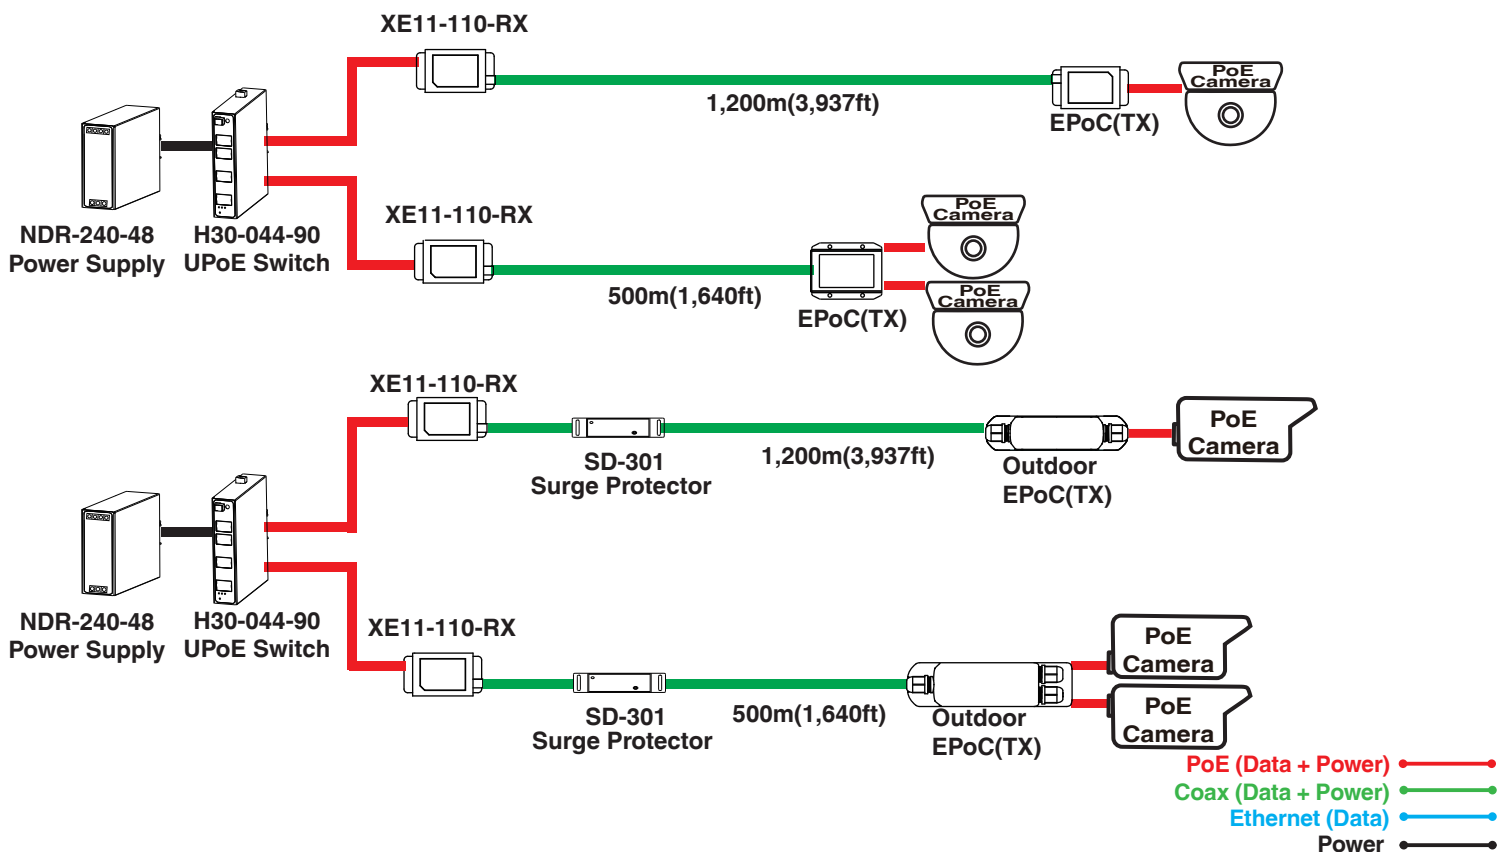 XE11-110-RX
PoE
Camera
1,200m(3,937ft)
EPoC(TX)
NDR-240-48
Power Supply
H30-044-90
UPoE Switch
XE11-110-RX
PoE
Camera
500m(1,640ft)
EPoC(TX)
PoE
Camera
XE11-110-RX
SD-301
Surge Protector
1,200m(3,937ft)
Outdoor
EPoC(TX)
PoE
Camera
NDR-240-48
Power Supply
H30-044-90
UPoE Switch
XE11-110-RX
SD-301
Surge Protector
500m(1,640ft)
Outdoor
EPoC(TX)
PoE
Camera
PoE
Camera
PoE (Data + Power)
Coax (Data + Power)
Ethernet (Data)
Power